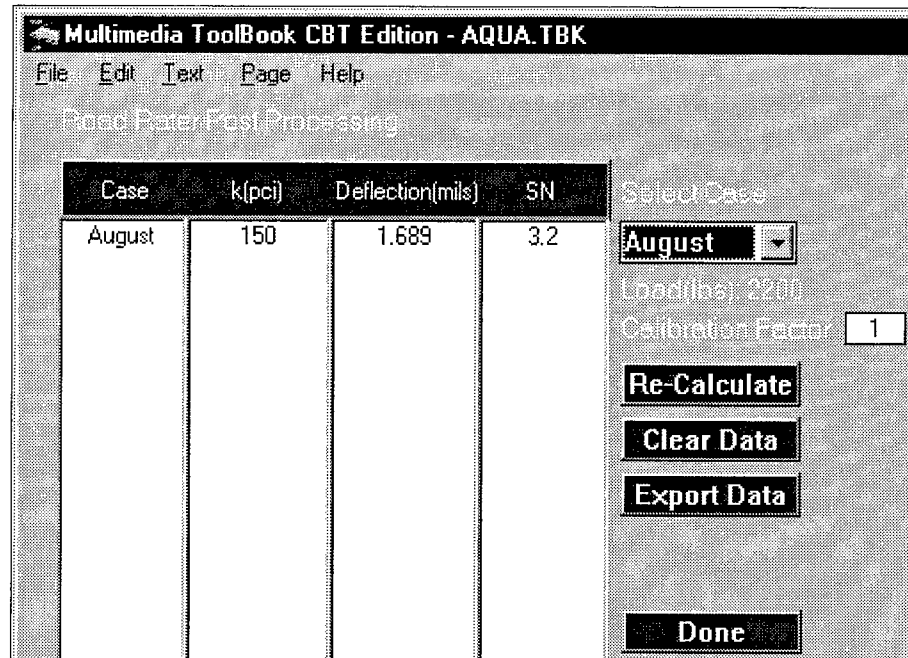 Multimedia ToolBook CBT Edition - AQUA.TBK
File Edit Text Page Help
Road Rater Post Processing
Case k(pci) Deflection(mils) SN
August 150 1.689 3.2
Select Case
August
Load(lbs): 2200
Calibration Factor 1
Re-Calculate
Clear Data
Export Data
Done